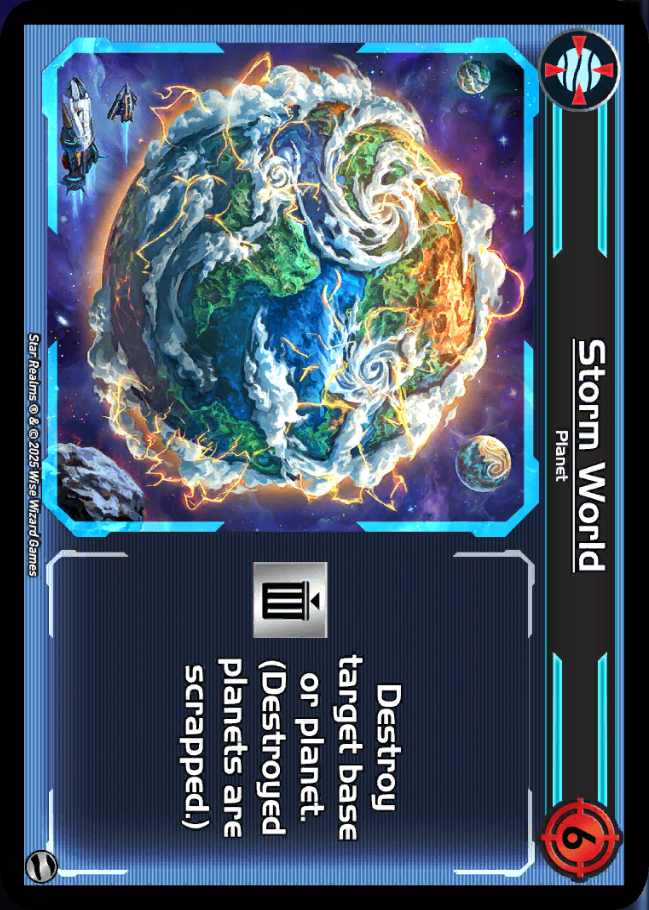 Storm World
Planet
6
Destroy
target base
or planet.
(Destroyed
planets are
scrapped.)
Star Realms ® & © 2025 Wise Wizard Games